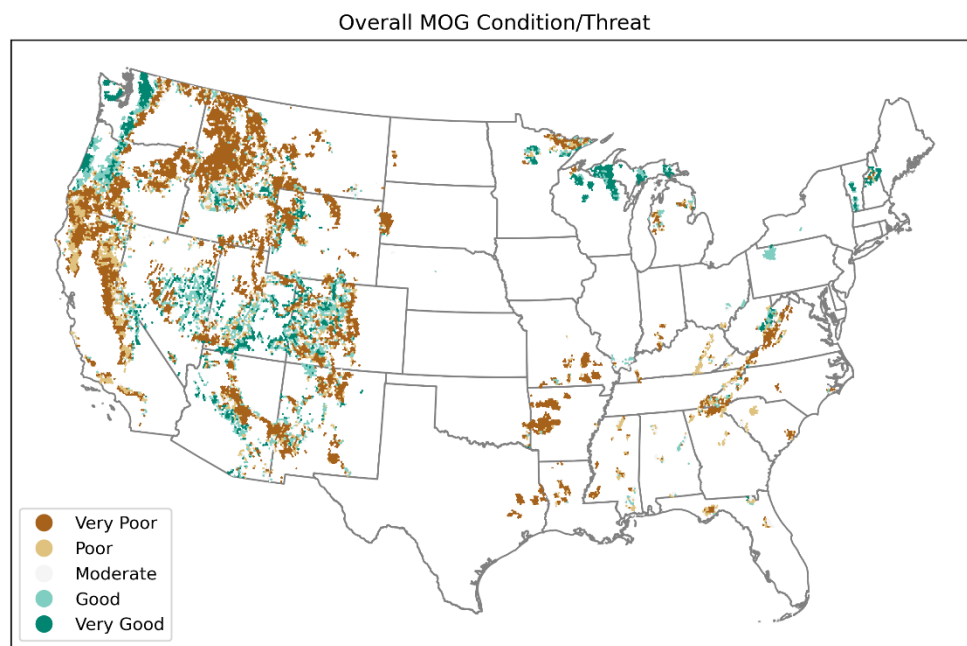 Overall MOG Condition/Threat
Very Poor
Poor
Moderate
Good
Very Good